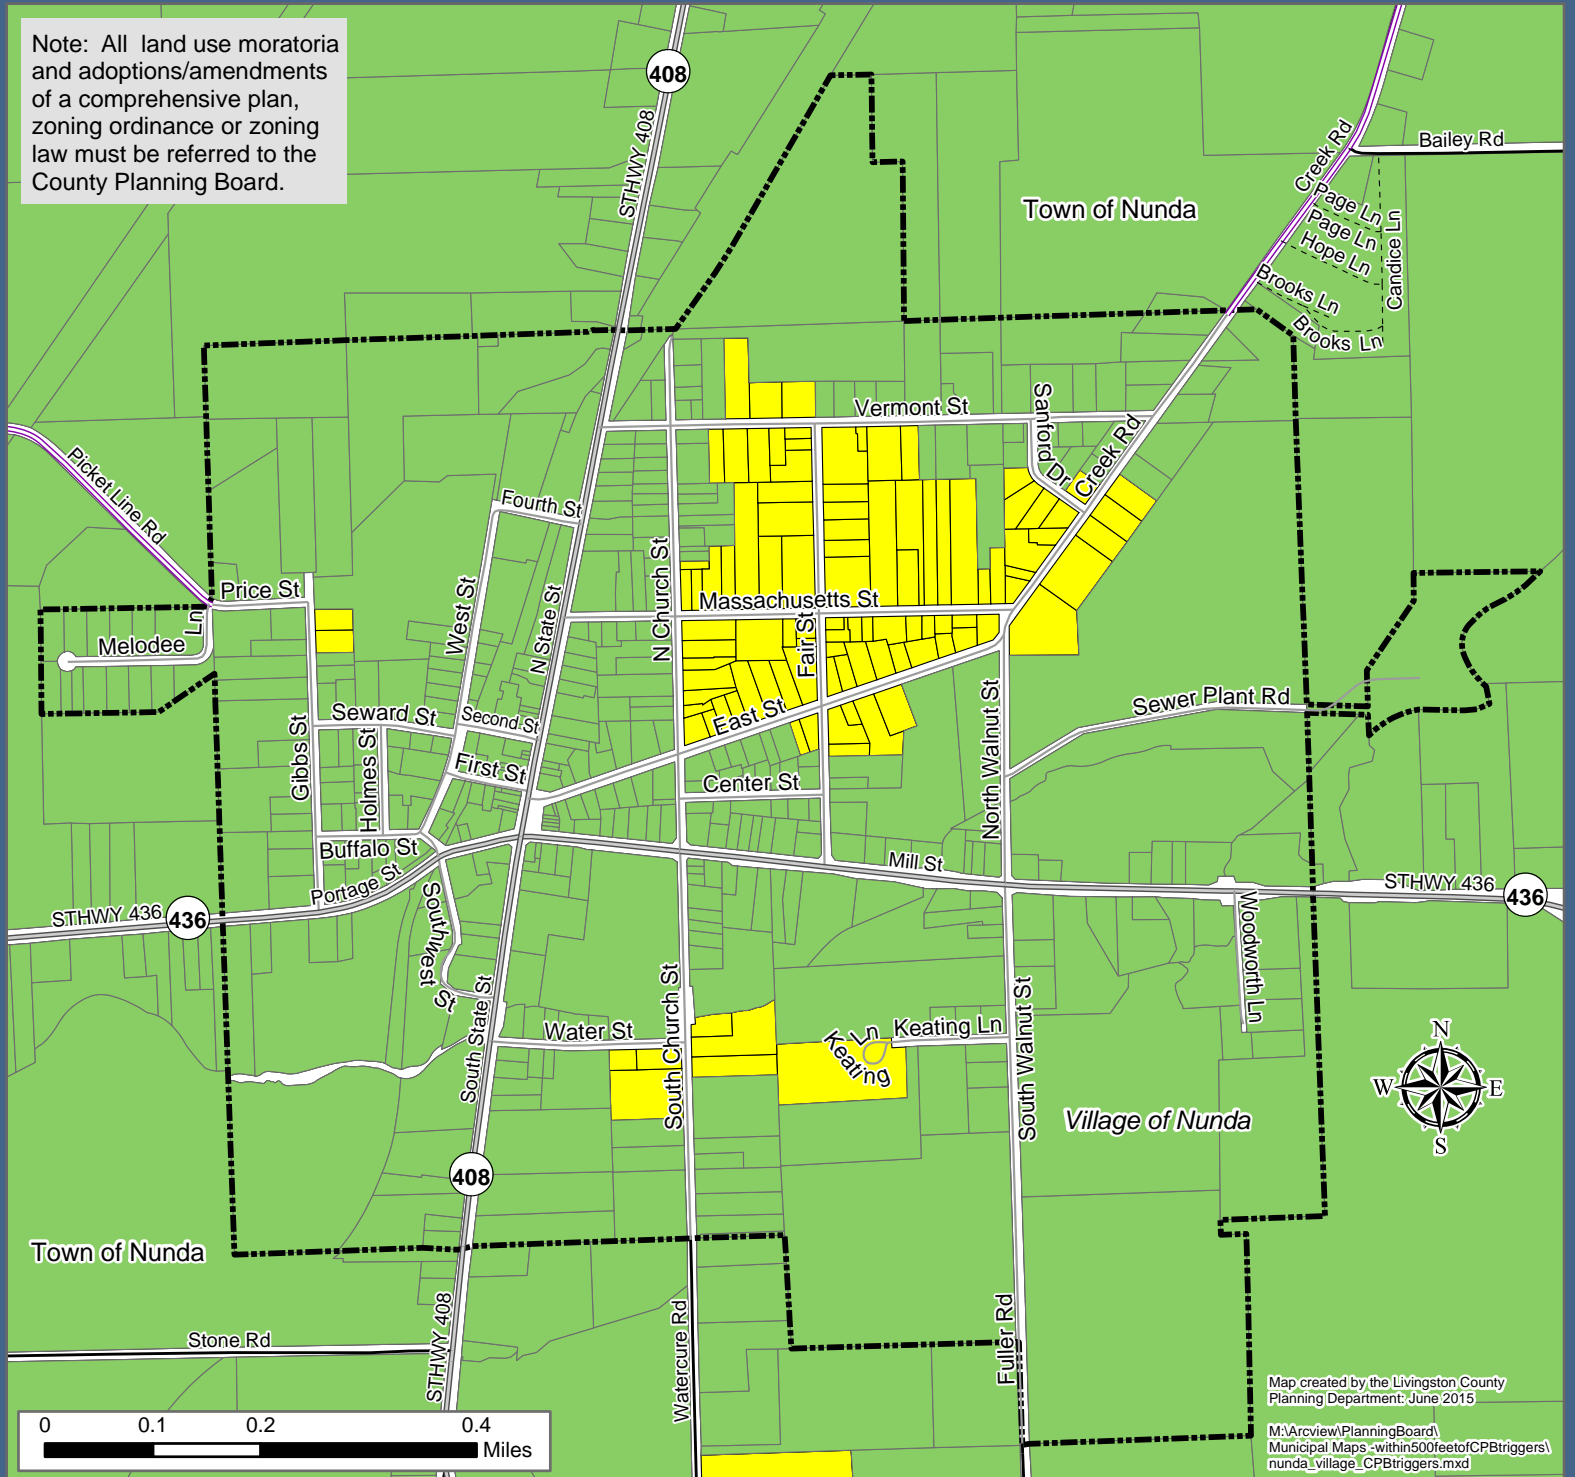 Note: All land use moratoria
and adoptions/amendments
of a comprehensive plan,
zoning ordinance or zoning
law must be referred to the
County Planning Board.
408
STHWY 408
STHWY 408
Town of Nunda
Creek Rd
Bailey Rd
Page Ln
Page Ln
Hope Ln
Candice Ln
Brooks Ln
Brooks Ln
Vermont St
Sanford Dr
Creek Rd
Picket Line Rd
Fourth St
Price St
West St
N State St
N Church St
Massachusetts St
Fair St
Melodee Ln
Sewer Plant Rd
North Walnut St
Seward St
Second St
East St
Gibbs St
Holmes St
First St
Center St
Buffalo St
Mill St
Portage St
STHWY 436
436
STHWY 436
436
Southwest St
Woodworth Ln
South State St
Water St
South Church St
Keating Ln
Keating Ln
South Walnut St
N
W
E
S
Village of Nunda
408
Town of Nunda
Stone Rd
STHWY 408
Watercure Rd
Fuller Rd
Map created by the Livingston County
Planning Department: June 2015
M:\Arcview\PlanningBoard\
Municipal Maps -within500feetofCPBtriggers\
nunda_village_CPBtriggers.mxd
0 0.1 0.2 0.4
Miles